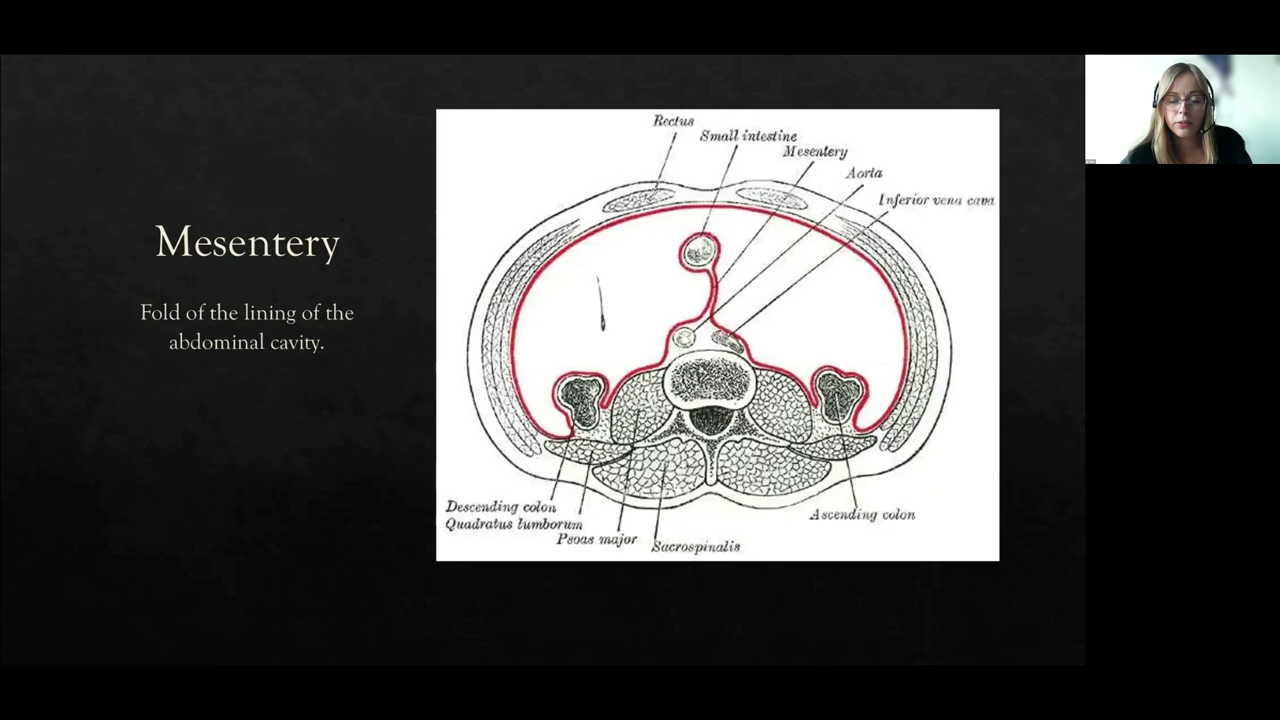 Mesentery
Fold of the lining of the
abdominal cavity.
Rectus
Small intestine
Mesentery
Aorta
Inferior vena cava
Descending colon
Quadratus lumborum
Psoas major
Sacrospinalis
Ascending colon